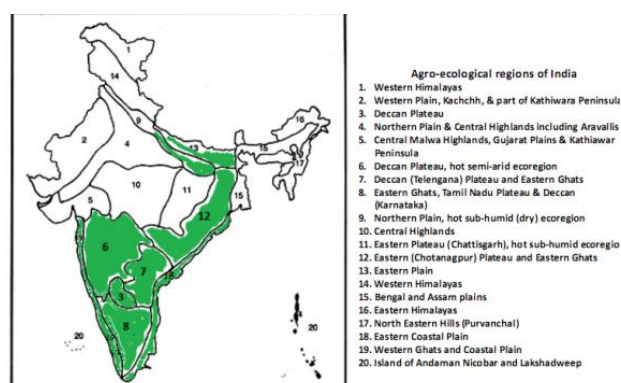 1
14
2
9
4
13
16
15
17
5
10
11
15
12
19
6
7
18
3
8
20
20
Agro-ecological regions of India
1. Western Himalayas
2. Western Plain, Kachchh, & part of Kathiwara Peninsula
3. Deccan Plateau
4. Northern Plain & Central Highlands including Aravallis
5. Central Malwa Highlands, Gujarat Plains & Kathiawar
Peninsula
6. Deccan Plateau, hot semi-arid ecoregion
7. Deccan (Telengana) Plateau and Eastern Ghats
8. Eastern Ghats, Tamil Nadu Plateau & Deccan
(Karnataka)
9. Northern Plain, hot sub-humid (dry) ecoregion
10. Central Highlands
11. Eastern Plateau (Chattisgarh), hot sub-humid ecoregio
12. Eastern (Chotanagpur) Plateau and Eastern Ghats
13. Eastern Plain
14. Western Himalayas
15. Bengal and Assam plains
16. Eastern Himalayas
17. North Eastern Hills (Purvanchal)
18. Eastern Coastal Plain
19. Western Ghats and Coastal Plain
20. Island of Andaman Nicobar and Lakshadweep